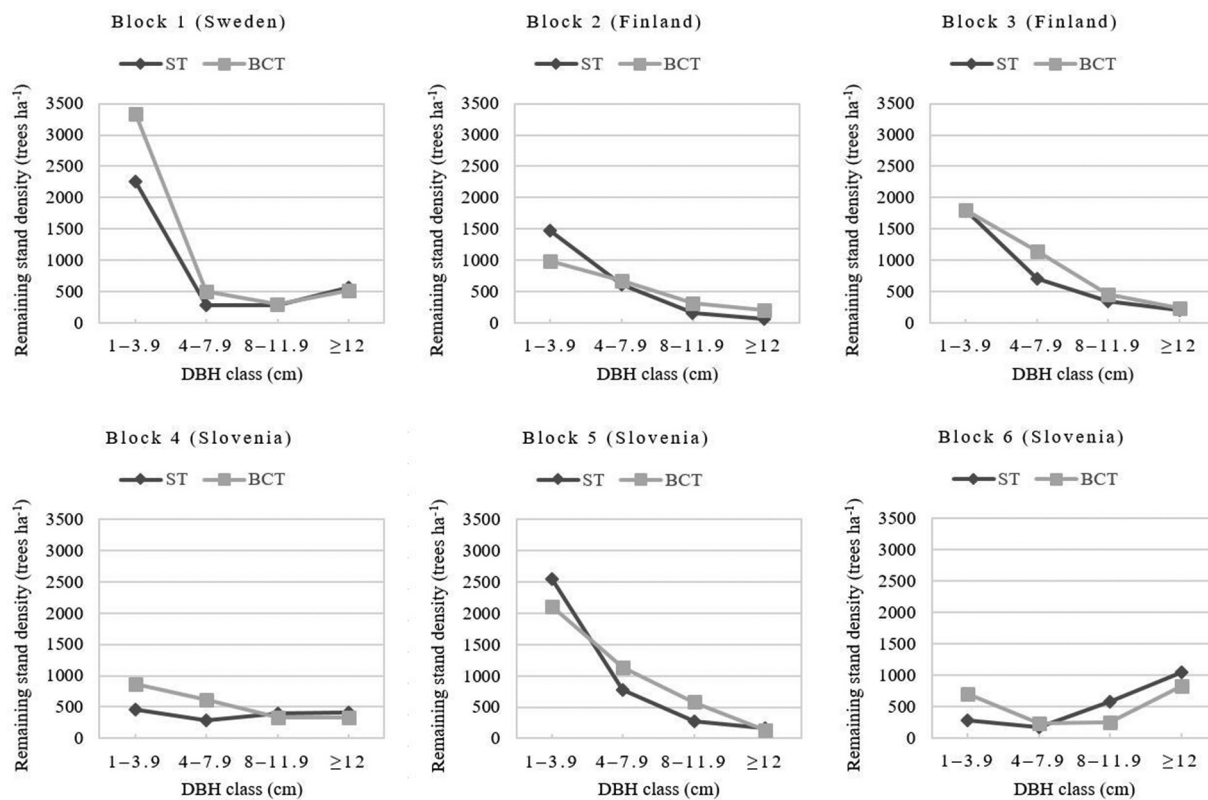 Block 1 (Sweden)
ST BCT
Remaining stand density (trees ha-1)
3500
3000
2500
2000
1500
1000
500
0
1–3.9 4–7.9 8–11.9 ≥12
DBH class (cm)
Block 2 (Finland)
ST BCT
Remaining stand density (trees ha-1)
3500
3000
2500
2000
1500
1000
500
0
1–3.9 4–7.9 8–11.9 ≥12
DBH class (cm)
Block 3 (Finland)
ST BCT
Remaining stand density (trees ha-1)
3500
3000
2500
2000
1500
1000
500
0
1–3.9 4–7.9 8–11.9 ≥12
DBH class (cm)
Block 4 (Slovenia)
ST BCT
Remaining stand density (trees ha-1)
3500
3000
2500
2000
1500
1000
500
0
1–3.9 4–7.9 8–11.9 ≥12
DBH class (cm)
Block 5 (Slovenia)
ST BCT
Remaining stand density (trees ha-1)
3500
3000
2500
2000
1500
1000
500
0
1–3.9 4–7.9 8–11.9 ≥12
DBH class (cm)
Block 6 (Slovenia)
ST BCT
Remaining stand density (trees ha-1)
3500
3000
2500
2000
1500
1000
500
0
1–3.9 4–7.9 8–11.9 ≥12
DBH class (cm)